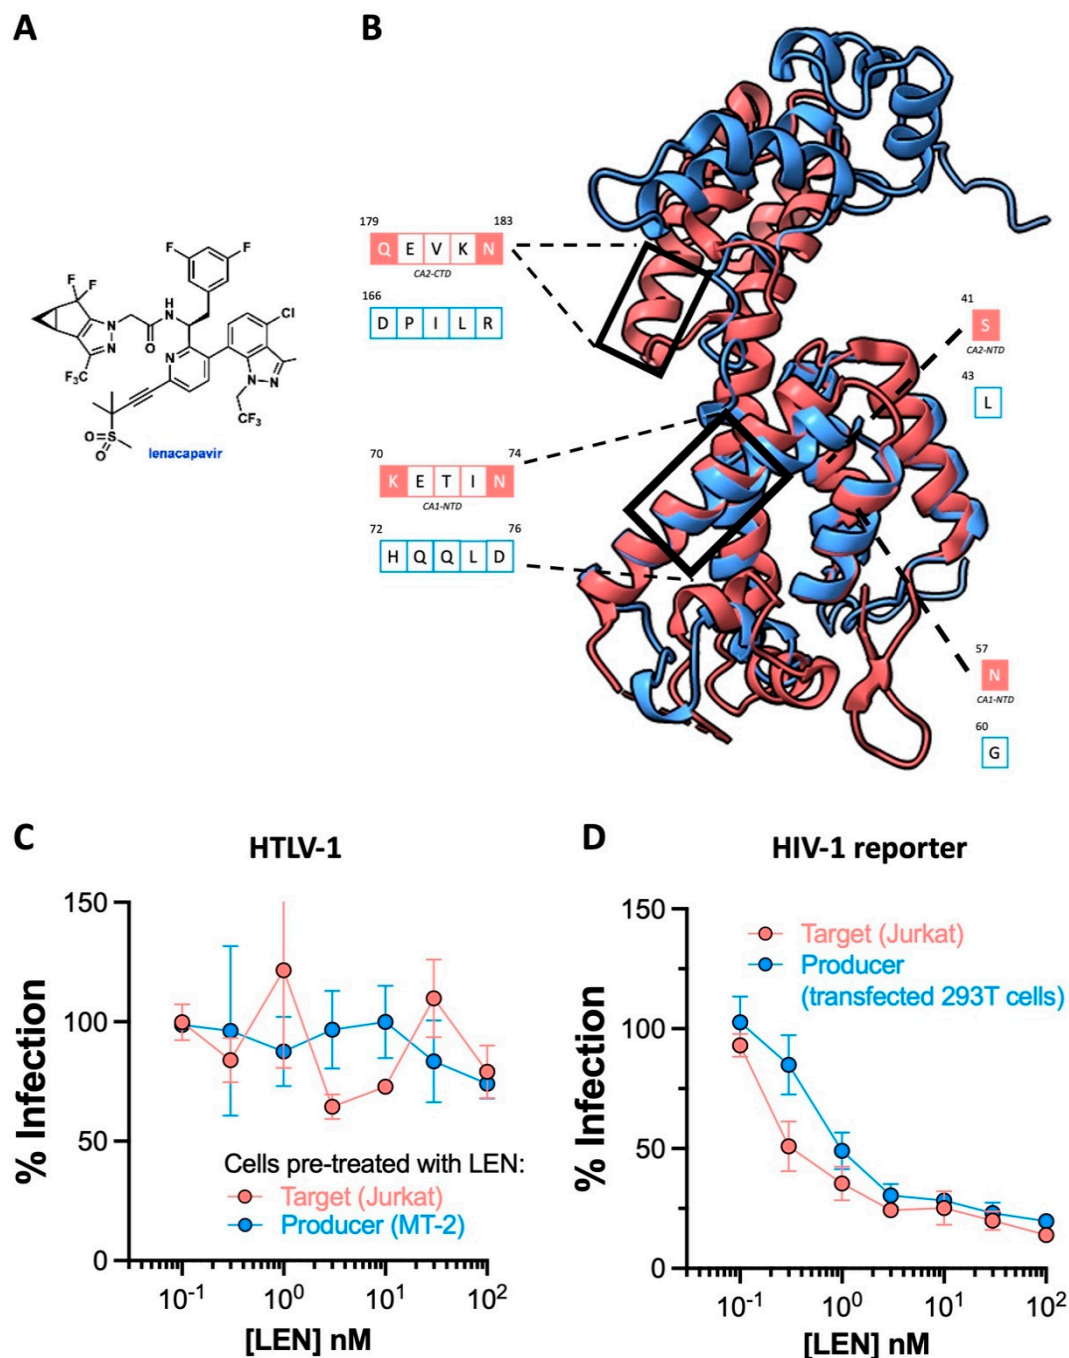 A
B
F
F
F
F
H
N
N
N
O
CF₃
Cl
N
N
N
CF₃
O
S
O
lenacapavir
179 183
Q E V K N
CA2-CTD
166
D P I L R
70 74
K E T I N
CA1-NTD
72 76
H Q Q L D
41
S
CA2-NTD
43
L
57
N
CA1-NTD
60
G
C
HTLV-1
% Infection
150
100
50
0
Cells pre-treated with LEN:
Target (Jurkat)
Producer (MT-2)
10⁻¹ 10⁰ 10¹ 10²
[LEN] nM
D
HIV-1 reporter
% Infection
150
100
50
0
Target (Jurkat)
Producer
(transfected 293T cells)
10⁻¹ 10⁰ 10¹ 10²
[LEN] nM